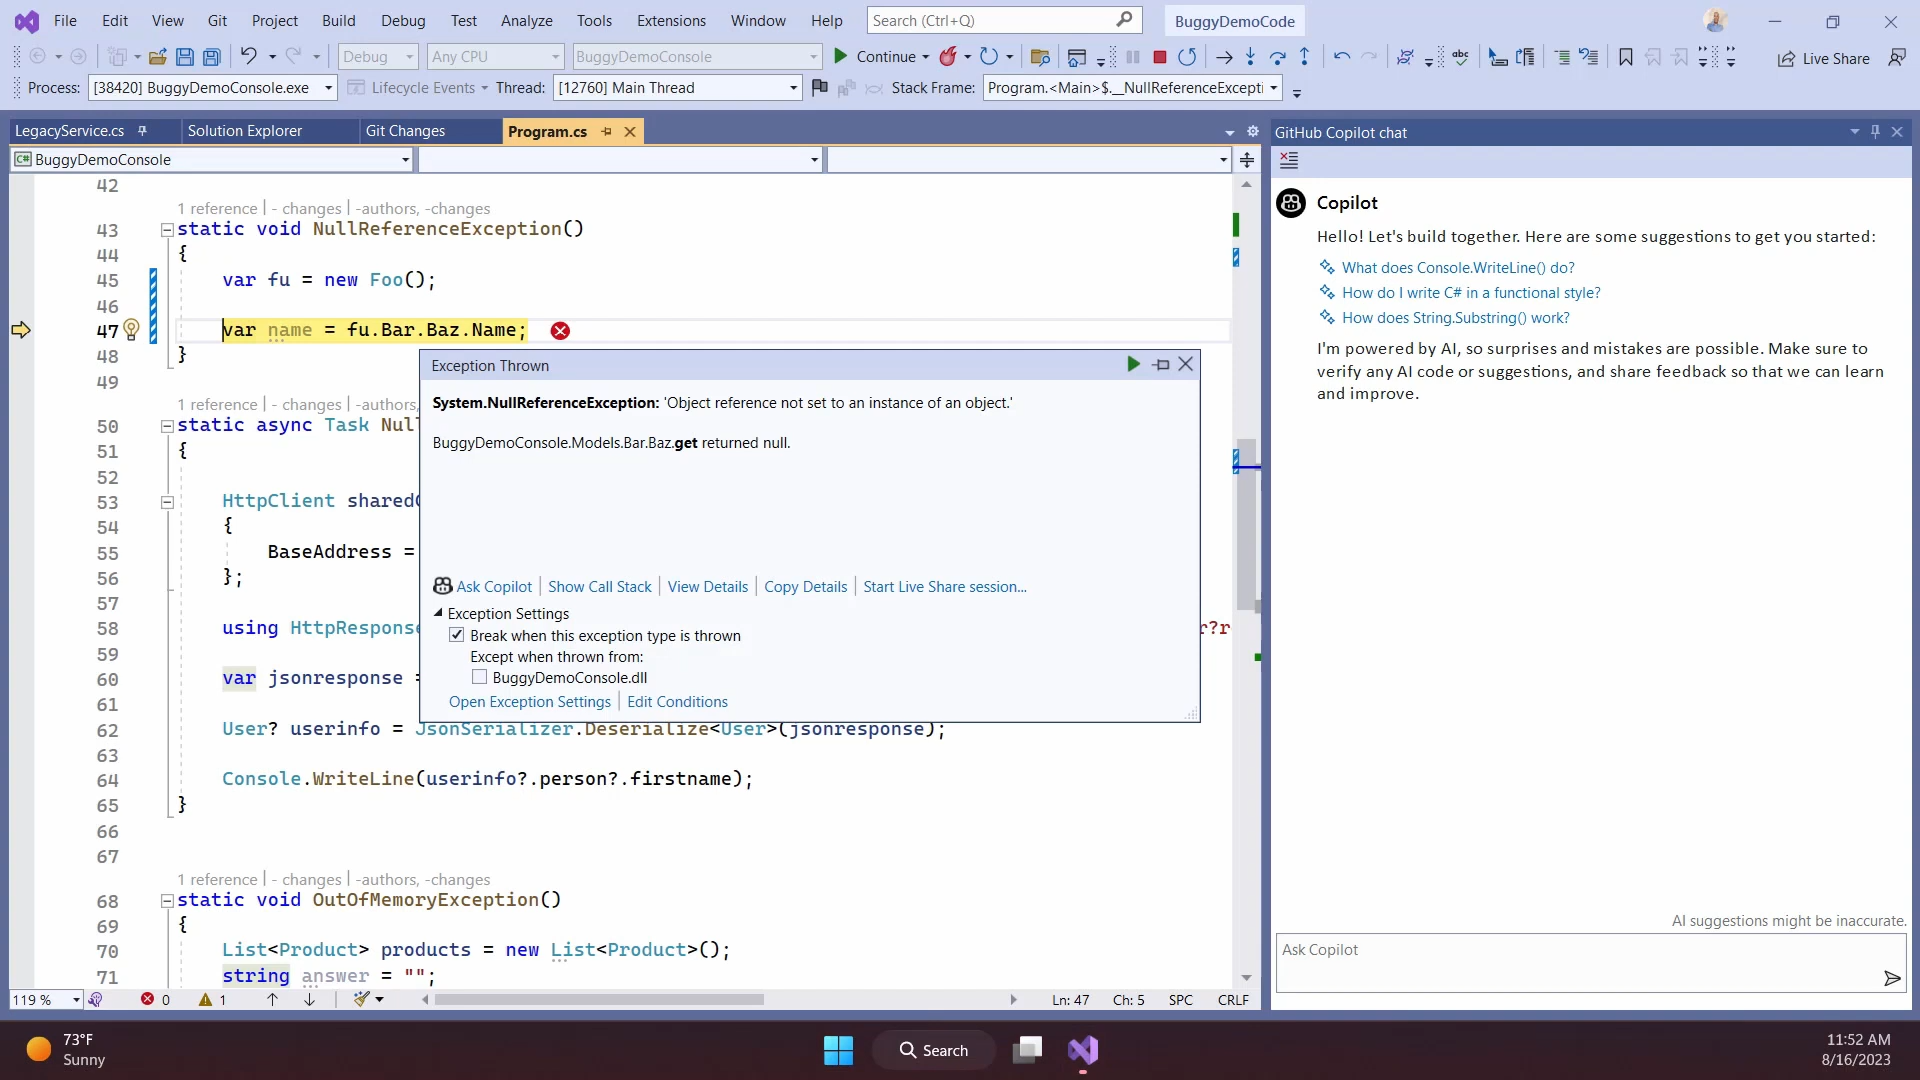 File Edit View Git Project Build Debug Test Analyze Tools Extensions Window Help Search (Ctrl+Q) BuggyDemoCode
Debug Any CPU BuggyDemoConsole Continue abc Live Share
Process: [38420] BuggyDemoConsole.exe Lifecycle Events Thread: [12760] Main Thread Stack Frame: Program.<Main>$.__NullReferenceExcepti
LegacyService.cs Solution Explorer Git Changes Program.cs
C# BuggyDemoConsole
42
1 reference | - changes | -authors, -changes
43 static void NullReferenceException()
44 {
45 var fu = new Foo();
46
47 var name = fu.Bar.Baz.Name;
48 }
49
1 reference | - changes | -authors,
50 static async Task Nul
51 {
52
53 HttpClient shared
54 {
55 BaseAddress =
56 };
57
58 using HttpRespons r?r
59
60 var jsonresponse =
61
62 User? userinfo = JsonSerializer.Deserialize<User>(jsonresponse);
63
64 Console.WriteLine(userinfo?.person?.firstname);
65 }
66
67
1 reference | - changes | -authors, -changes
68 static void OutOfMemoryException()
69 {
70 List<Product> products = new List<Product>();
71 string answer = "";
Exception Thrown
System.NullReferenceException: 'Object reference not set to an instance of an object.'
BuggyDemoConsole.Models.Bar.Baz.get returned null.
Ask Copilot | Show Call Stack | View Details | Copy Details | Start Live Share session...
Exception Settings
Break when this exception type is thrown
Except when thrown from:
BuggyDemoConsole.dll
Open Exception Settings | Edit Conditions
119 % 0 1 Ln: 47 Ch: 5 SPC CRLF
GitHub Copilot chat
Copilot
Hello! Let's build together. Here are some suggestions to get you started:
What does Console.WriteLine() do?
How do I write C# in a functional style?
How does String.Substring() work?
I'm powered by AI, so surprises and mistakes are possible. Make sure to
verify any AI code or suggestions, and share feedback so that we can learn
and improve.
AI suggestions might be inaccurate.
Ask Copilot
73°F
Sunny
Search
11:52 AM
8/16/2023